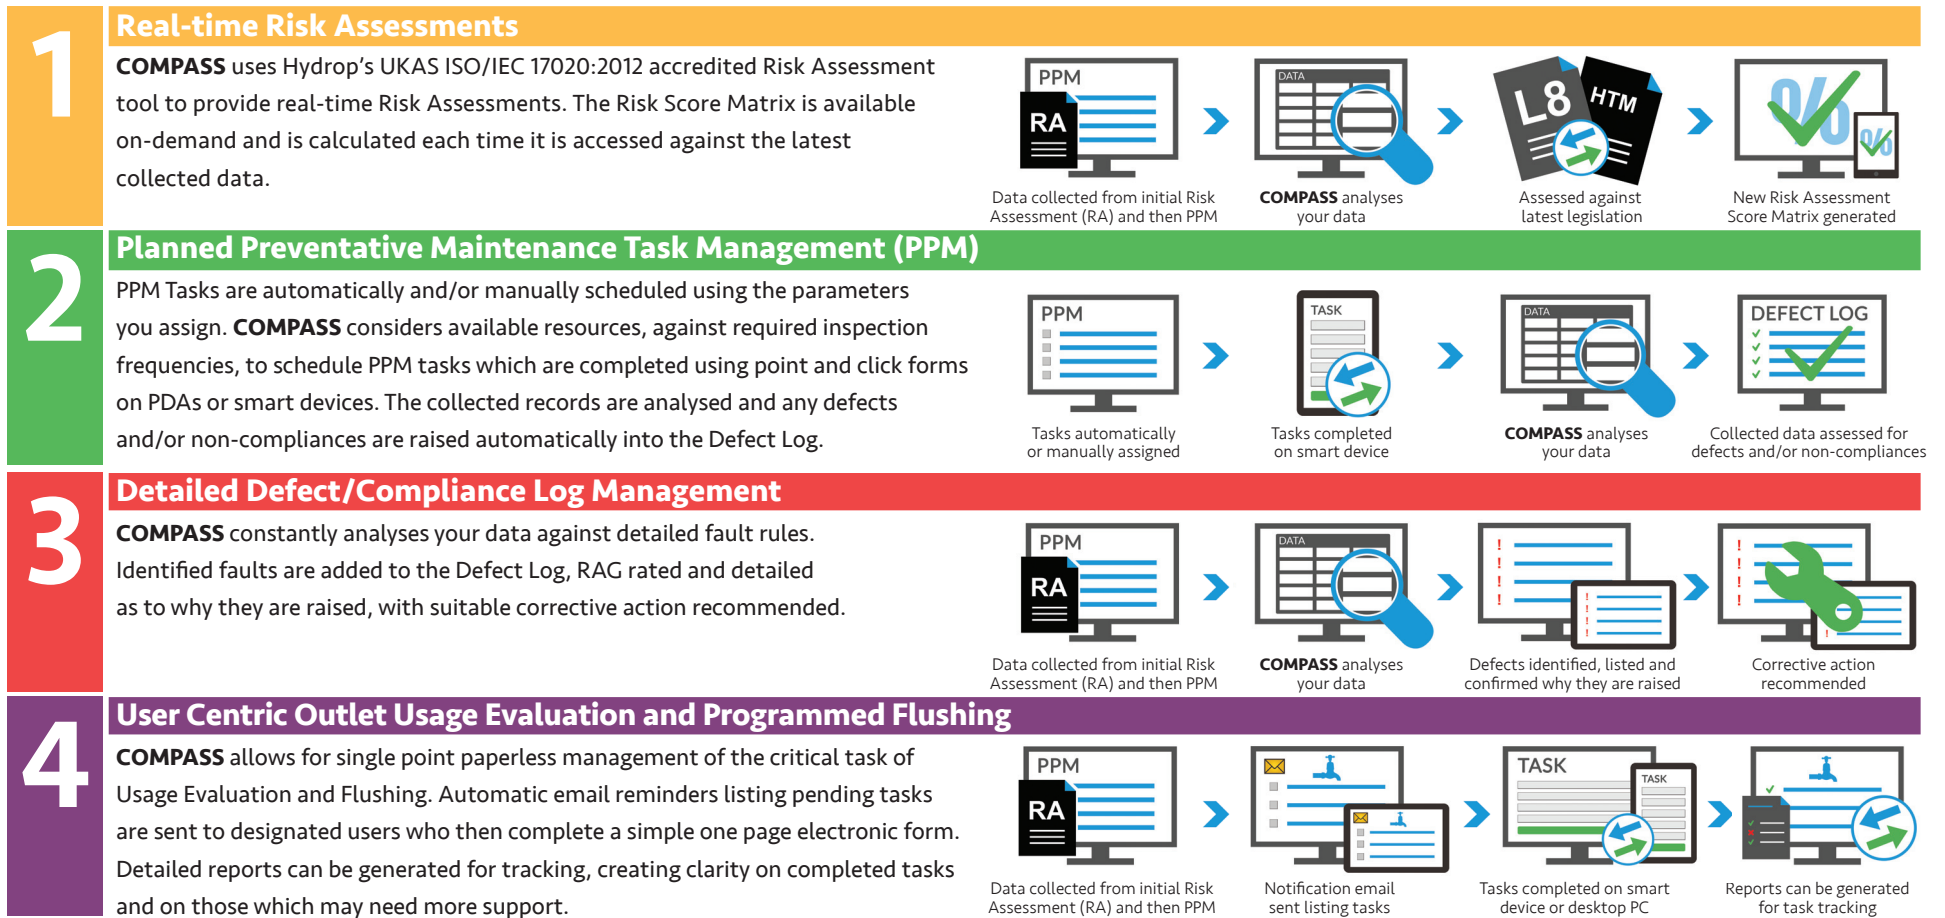 1
Real-time Risk Assessments
COMPASS uses Hydrop's UKAS ISO/IEC 17020:2012 accredited Risk Assessment
tool to provide real-time Risk Assessments. The Risk Score Matrix is available
on-demand and is calculated each time it is accessed against the latest
collected data.
PPM
RA
Data collected from initial Risk
Assessment (RA) and then PPM
DATA
COMPASS analyses
your data
L8
HTM
Assessed against
latest legislation
%
%
New Risk Assessment
Score Matrix generated
2
Planned Preventative Maintenance Task Management (PPM)
PPM Tasks are automatically and/or manually scheduled using the parameters
you assign. COMPASS considers available resources, against required inspection
frequencies, to schedule PPM tasks which are completed using point and click forms
on PDAs or smart devices. The collected records are analysed and any defects
and/or non-compliances are raised automatically into the Defect Log.
PPM
Tasks automatically
or manually assigned
TASK
Tasks completed
on smart device
DATA
COMPASS analyses
your data
DEFECT LOG
Collected data assessed for
defects and/or non-compliances
3
Detailed Defect/Compliance Log Management
COMPASS constantly analyses your data against detailed fault rules.
Identified faults are added to the Defect Log, RAG rated and detailed
as to why they are raised, with suitable corrective action recommended.
PPM
RA
Data collected from initial Risk
Assessment (RA) and then PPM
DATA
COMPASS analyses
your data
!
!
!
!
!
!
!
!
Defects identified, listed and
confirmed why they are raised
!
!
!
!
!
Corrective action
recommended
4
User Centric Outlet Usage Evaluation and Programmed Flushing
COMPASS allows for single point paperless management of the critical task of
Usage Evaluation and Flushing. Automatic email reminders listing pending tasks
are sent to designated users who then complete a simple one page electronic form.
Detailed reports can be generated for tracking, creating clarity on completed tasks
and on those which may need more support.
PPM
RA
Data collected from initial Risk
Assessment (RA) and then PPM
Notification email
sent listing tasks
TASK
TASK
Tasks completed on smart
device or desktop PC
Reports can be generated
for task tracking